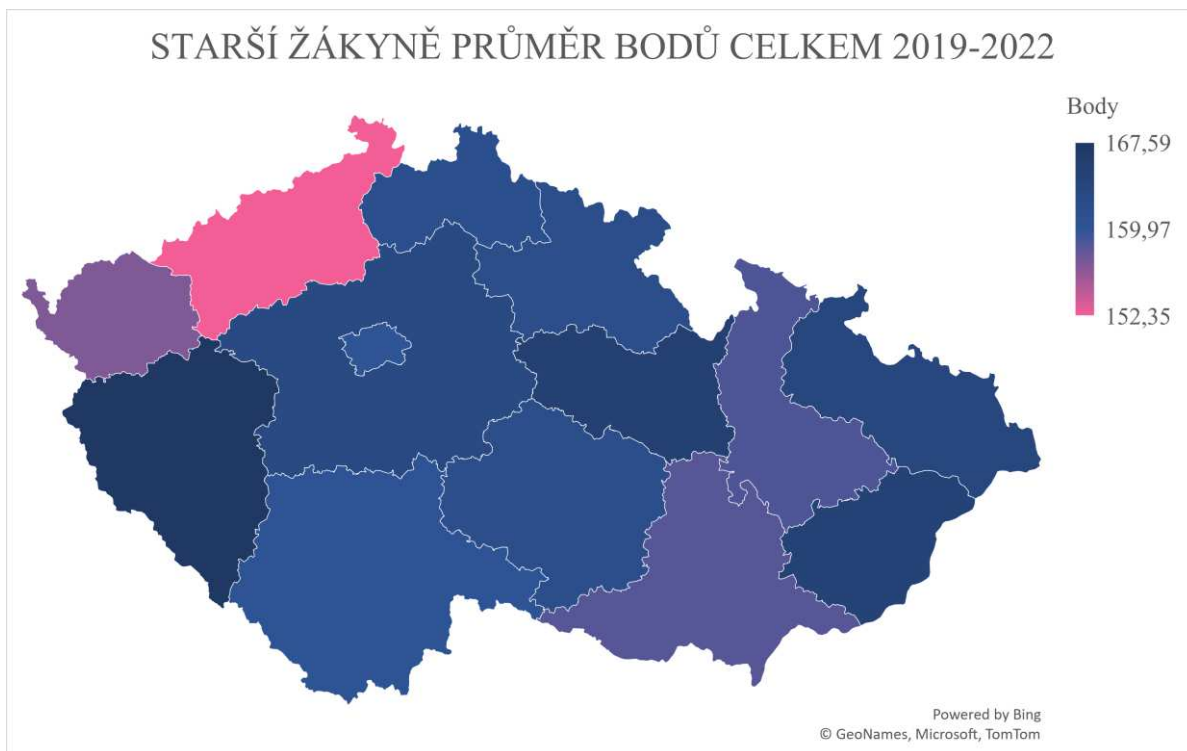 STARŠÍ ŽÁKYNĚ PRŮMĚR BODŮ CELKEM 2019-2022
Body
167,59
159,97
152,35
Powered by Bing
© GeoNames, Microsoft, TomTom